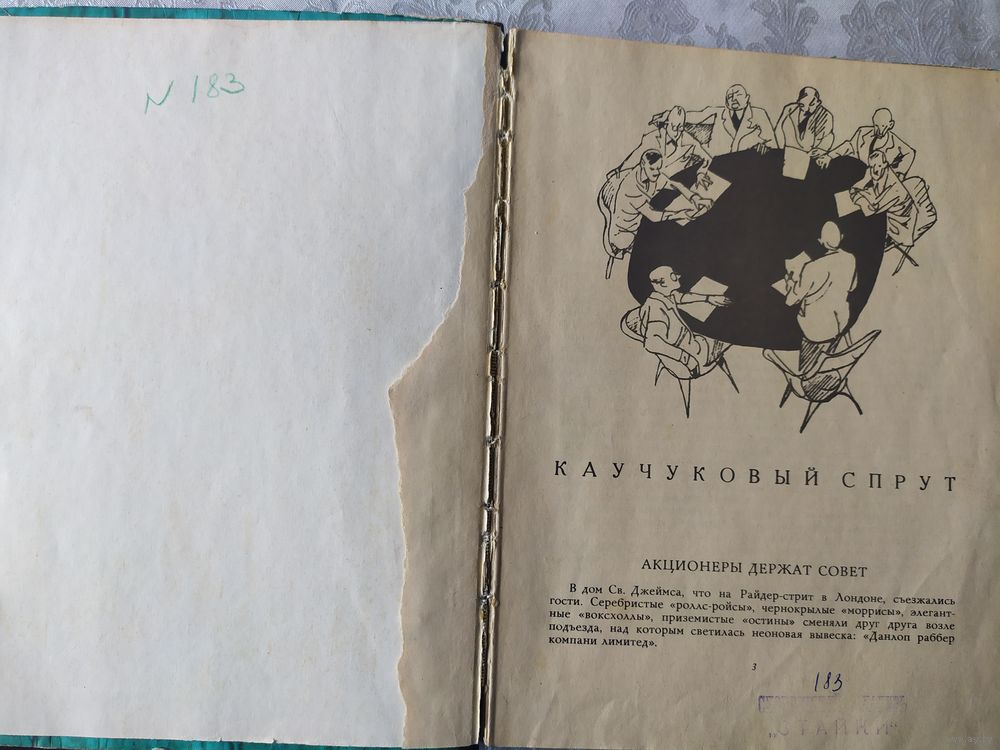 N 183
КАУЧУКОВЫЙ СПРУТ
АКЦИОНЕРЫ ДЕРЖАТ СОВЕТ
В дом Св. Джеймса, что на Райдер-стрит в Лондоне, съезжались
гости. Серебристые «роллс-ройсы», чернокрылые «моррисы», элегант-
ные «воксхоллы», приземистые «остины» сменяли друг друга возле
подъезда, над которым светилась неоновая вывеска: «Данлоп раббер
компани лимитед».
3
183
„СТАЙКИ“